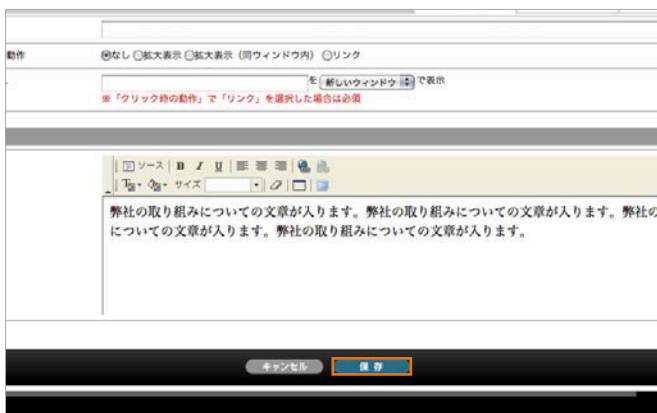 動作 なし 拡大表示 拡大表示（同ウィンドウ内） リンク
を 新しいウィンドウ で表示
※「クリック時の動作」で「リンク」を選択した場合は必須
ソース B I U
サイズ
弊社の取り組みについての文章が入ります。弊社の取り組みについての文章が入ります。弊社の
についての文章が入ります。弊社の取り組みについての文章が入ります。
キャンセル 保存